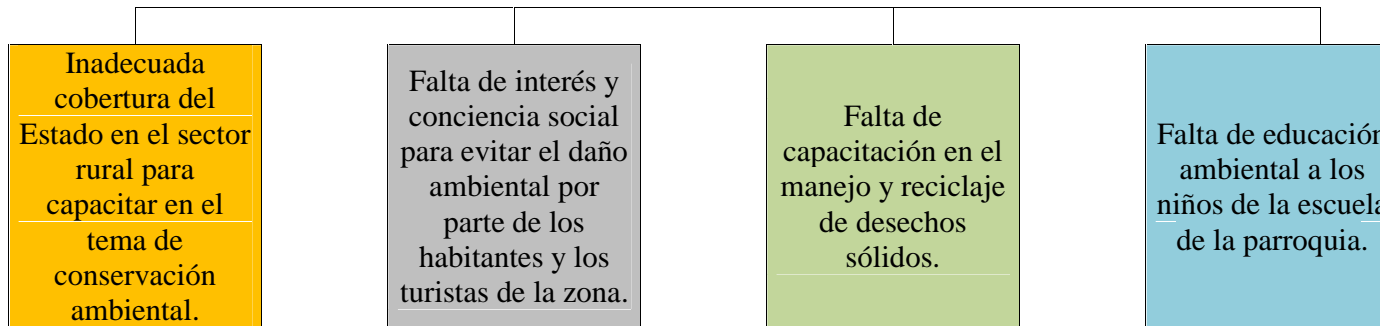 Inadecuada
cobertura del
Estado en el sector
rural para
capacitar en el
tema de
conservación
ambiental.
Falta de interés y
conciencia social
para evitar el daño
ambiental por
parte de los
habitantes y los
turistas de la zona.
Falta de
capacitación en el
manejo y reciclaje
de desechos
sólidos.
Falta de educación
ambiental a los
niños de la escuela
de la parroquia.